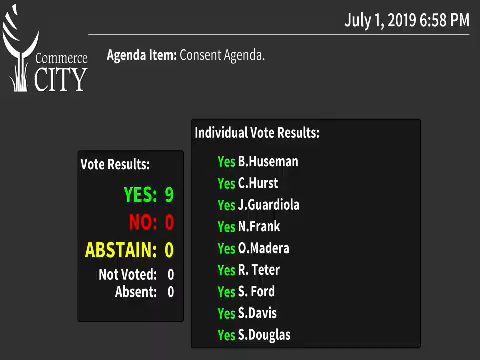 July 1, 2019 6:58 PM
Commerce
CITY
Agenda Item: Consent Agenda.
Individual Vote Results:
Vote Results:
YES: 9
NO: 0
ABSTAIN: 0
Not Voted: 0
Absent: 0
Yes B.Huseman
Yes C.Hurst
Yes J.Guardiola
Yes N.Frank
Yes O.Madera
Yes R. Teter
Yes S. Ford
Yes S.Davis
Yes S.Douglas